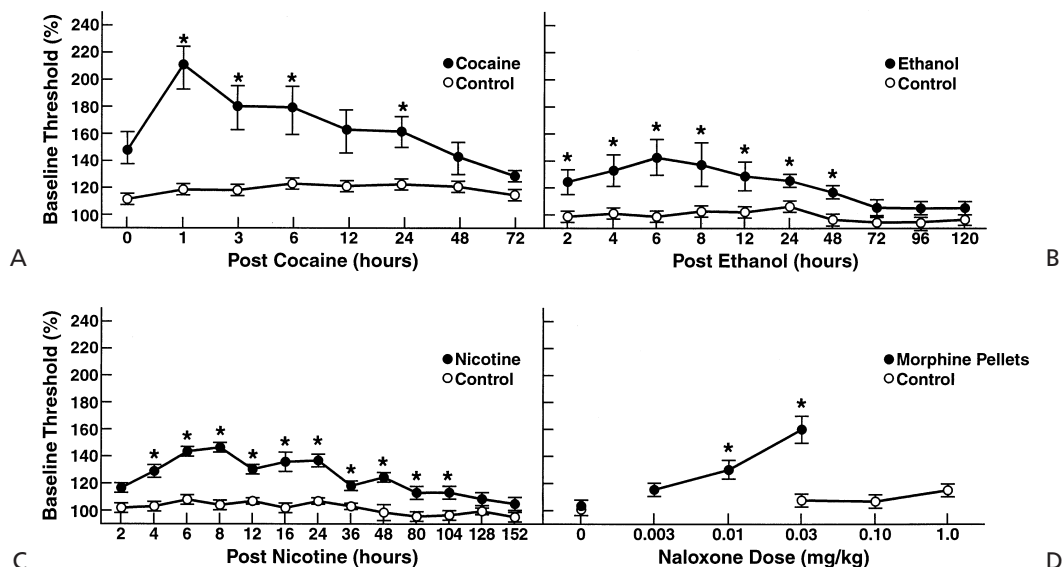 Baseline Threshold (%)
240
220
200
180
160
140
120
100
* * * *
Cocaine
Control
0 1 3 6 12 24 48 72
Post Cocaine (hours)
A
* * * * * * *
Ethanol
Control
2 4 6 8 12 24 48 72 96 120
Post Ethanol (hours)
B
Baseline Threshold (%)
240
220
200
180
160
140
120
100
* * * * * * * * * *
Nicotine
Control
2 4 6 8 12 16 24 36 48 80 104 128 152
Post Nicotine (hours)
C
* *
Morphine Pellets
Control
0 0.003 0.01 0.03 0.10 1.0
Naloxone Dose (mg/kg)
D